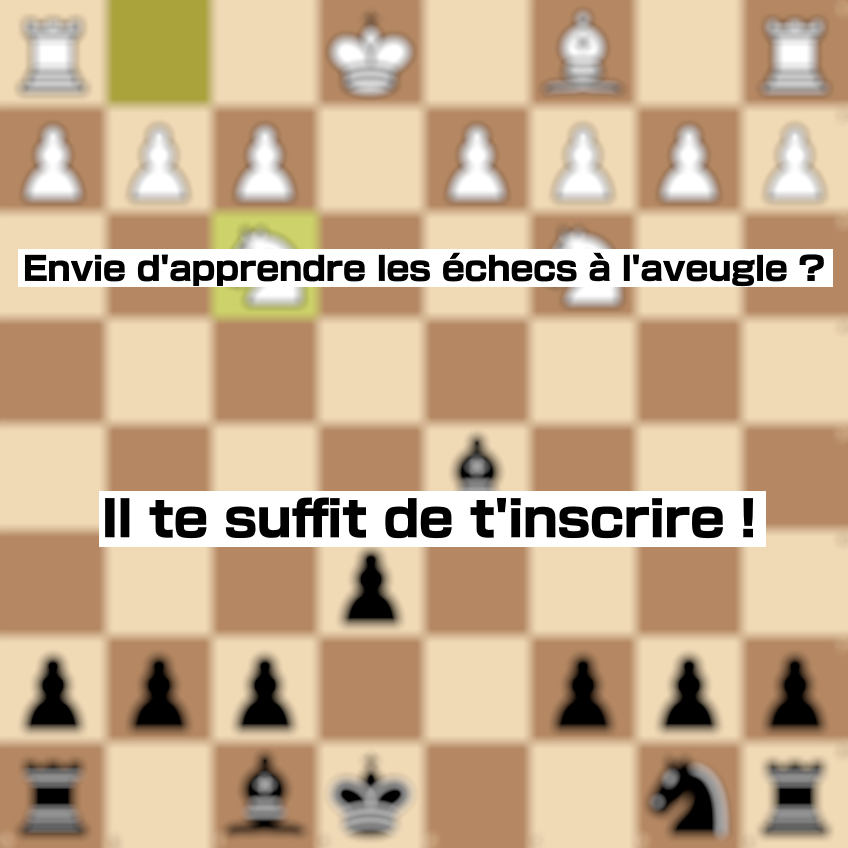 Envie d'apprendre les échecs à l'aveugle ?
Il te suffit de t'inscrire !